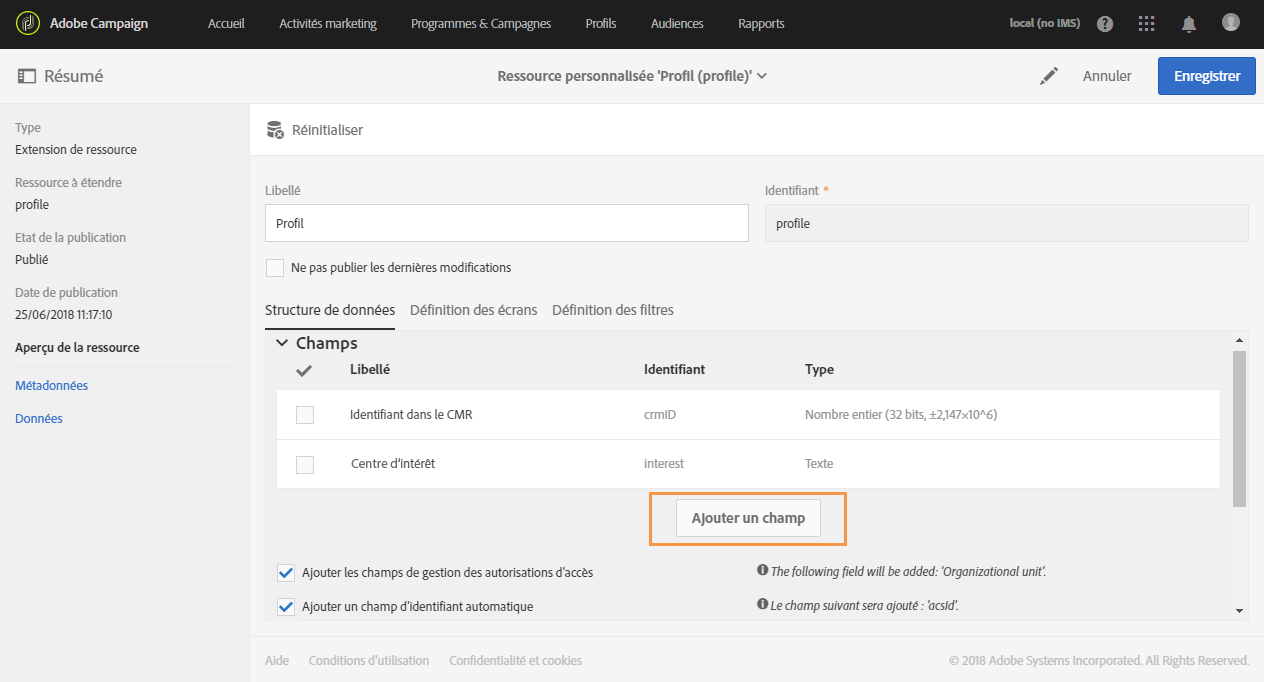 Adobe Campaign Accueil Activités marketing Programmes & Campagnes Profils Audiences Rapports local (no IMS)
Résumé Ressource personnalisée 'Profil (profile)' Annuler Enregistrer
Type
Extension de ressource
Ressource à étendre
profile
Etat de la publication
Publié
Date de publication
25/06/2018 11:17:10
Aperçu de la ressource
Métadonnées
Données
Réinitialiser
Libellé Identifiant *
Profil profile
Ne pas publier les dernières modifications
Structure de données Définition des écrans Définition des filtres
Champs
Libellé Identifiant Type
Identifiant dans le CMR crmID Nombre entier (32 bits, ±2,147×10^6)
Centre d'intérêt interest Texte
Ajouter un champ
Ajouter les champs de gestion des autorisations d'accès The following field will be added: 'Organizational unit'.
Ajouter un champ d'identifiant automatique Le champ suivant sera ajouté : 'acsId'.
Aide Conditions d'utilisation Confidentialité et cookies © 2018 Adobe Systems Incorporated. All Rights Reserved.